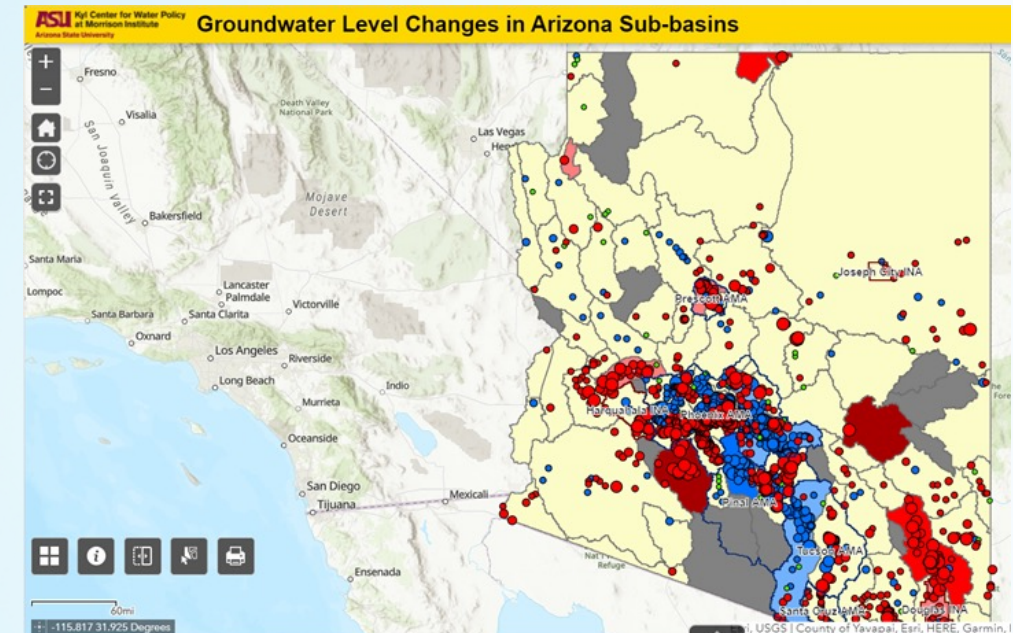 ASU Kyl Center for Water Policy
at Morrison Institute
Arizona State University
Groundwater Level Changes in Arizona Sub-basins
+
−
Fresno
Visalia
Death Valley
National Park
San Joaquin Valley
Las Vegas
Mojave
Desert
Bakersfield
Santa Maria
Lompoc
Lancaster
Palmdale
Victorville
Santa Barbara
Santa Clarita
Oxnard
Los Angeles
Riverside
Long Beach
Indio
Murrieta
Oceanside
San Diego
Tijuana
Mexicali
Ensenada
Joseph City INA
Prescott AMA
Harquahala INA
Phoenix AMA
Pinal AMA
Tucson AMA
Refuge
Santa Cruz AMA
Douglas INA
60mi
-115.817 31.925 Degrees
USGS | County of Yavapai, Esri, HERE, Garmin,